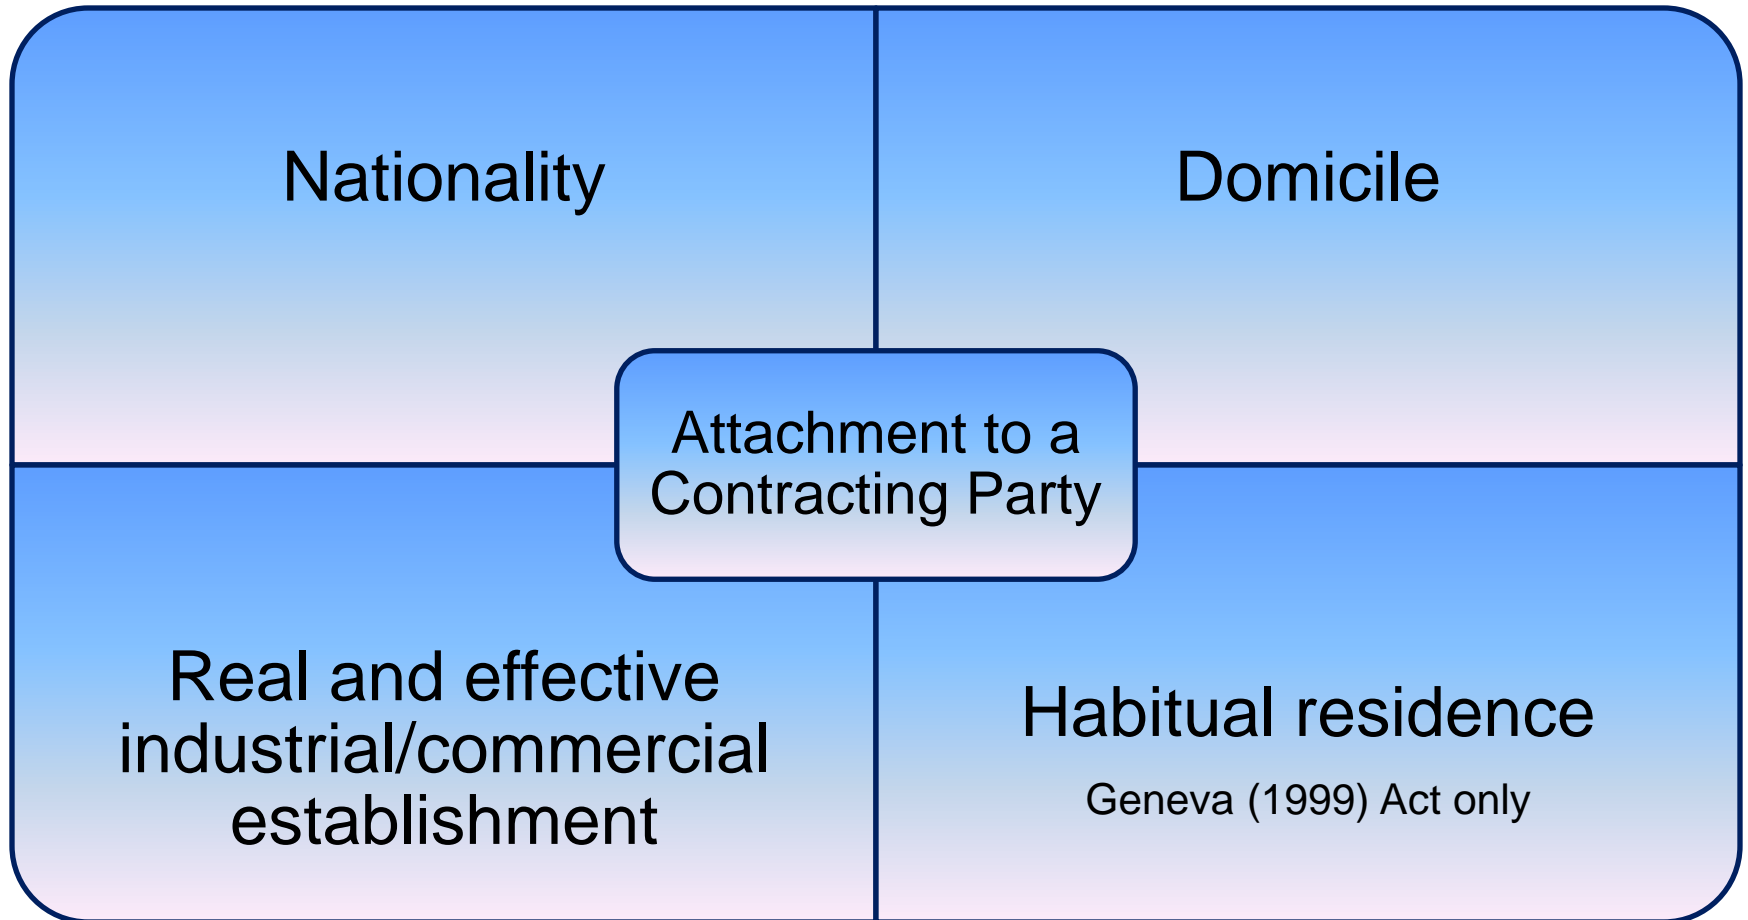 Nationality
Domicile
Attachment to a
Contracting Party
Real and effective
industrial/commercial
establishment
Habitual residence
Geneva (1999) Act only